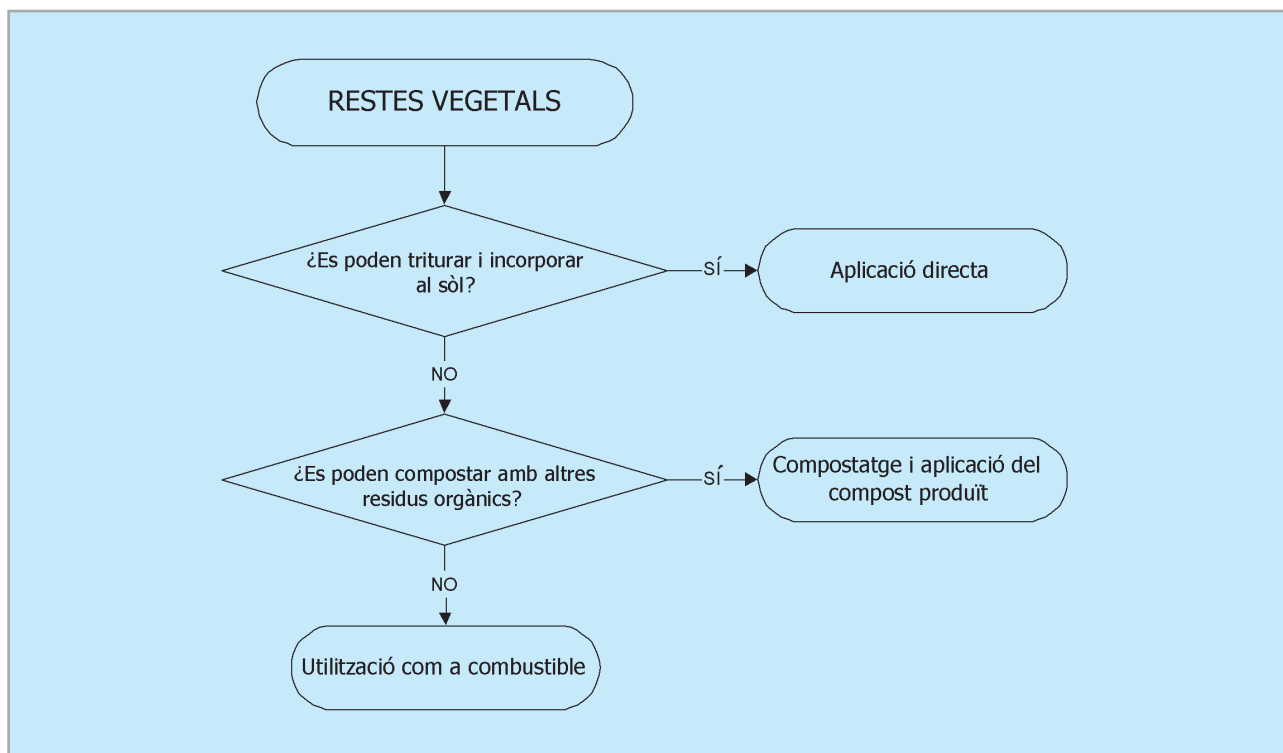 RESTES VEGETALS
¿Es poden triturar i incorporar
al sòl?
SÍ
Aplicació directa
NO
¿Es poden compostar amb altres
residus orgànics?
SÍ
Compostatge i aplicació del
compost produït
NO
Utilització com a combustible